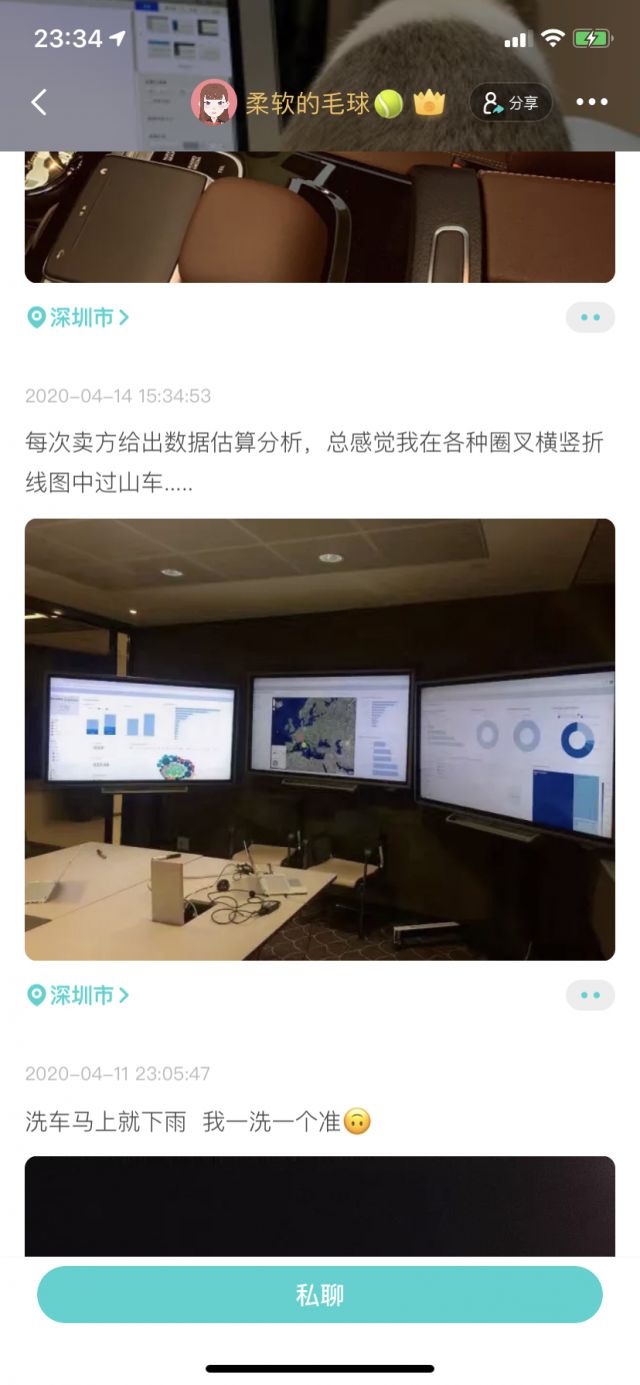 23:34
柔软的毛球🎾
分享
深圳市
2020-04-14 15:34:53
每次卖方给出数据估算分析，总感觉我在各种圈叉横竖折
线图中过山车.....
深圳市
2020-04-11 23:05:47
洗车马上就下雨 我一洗一个准🙃
私聊